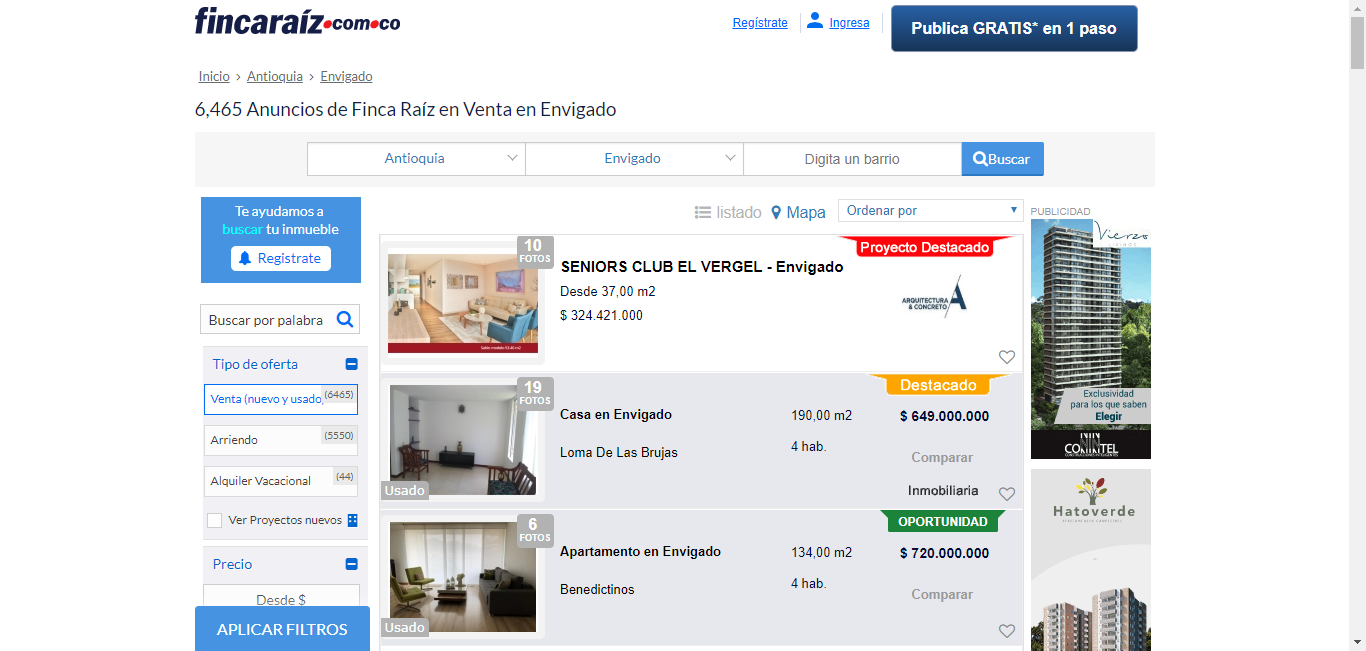 fincaraíz.com.co
Regístrate
Ingresa
Publica GRATIS* en 1 paso
Inicio › Antioquia › Envigado
6,465 Anuncios de Finca Raíz en Venta en Envigado
Antioquia
Envigado
Digita un barrio
Buscar
Te ayudamos a
buscar tu inmueble
Registrate
listado
Mapa
Ordenar por
PUBLICIDAD
Buscar por palabra
Tipo de oferta
Venta (nuevo y usado) (6465)
Arriendo (5550)
Alquiler Vacacional (44)
Ver Proyectos nuevos
Precio
Desde $
APLICAR FILTROS
10
FOTOS
Proyecto Destacado
SENIORS CLUB EL VERGEL - Envigado
Desde 37,00 m2
$ 324.421.000
ARQUITECTURA
& CONCRETO
19
FOTOS
Usado
Destacado
Casa en Envigado
190,00 m2
$ 649.000.000
Loma De Las Brujas
4 hab.
Comparar
Inmobiliaria
6
FOTOS
Usado
OPORTUNIDAD
Apartamento en Envigado
134,00 m2
$ 720.000.000
Benedictinos
4 hab.
Comparar
Vierzo
Exclusividad
para los que saben
Elegir
CONINTEL
CONSTRUCCIONES INTELIGENTES
Hatoverde